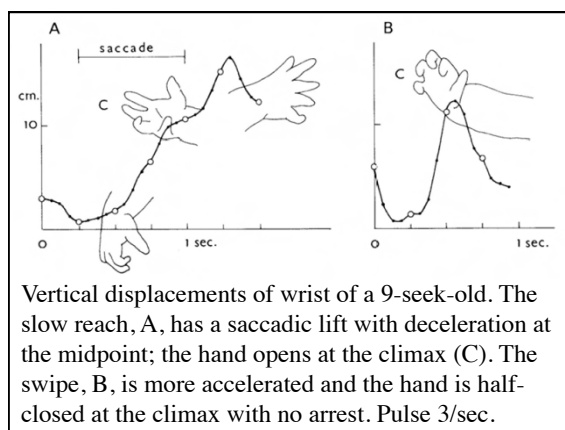 A
B
saccade
C
C
cm.
10
0
1 sec.
0
1 sec.
Vertical displacements of wrist of a 9-seek-old. The
slow reach, A, has a saccadic lift with deceleration at
the midpoint; the hand opens at the climax (C). The
swipe, B, is more accelerated and the hand is half-
closed at the climax with no arrest. Pulse 3/sec.